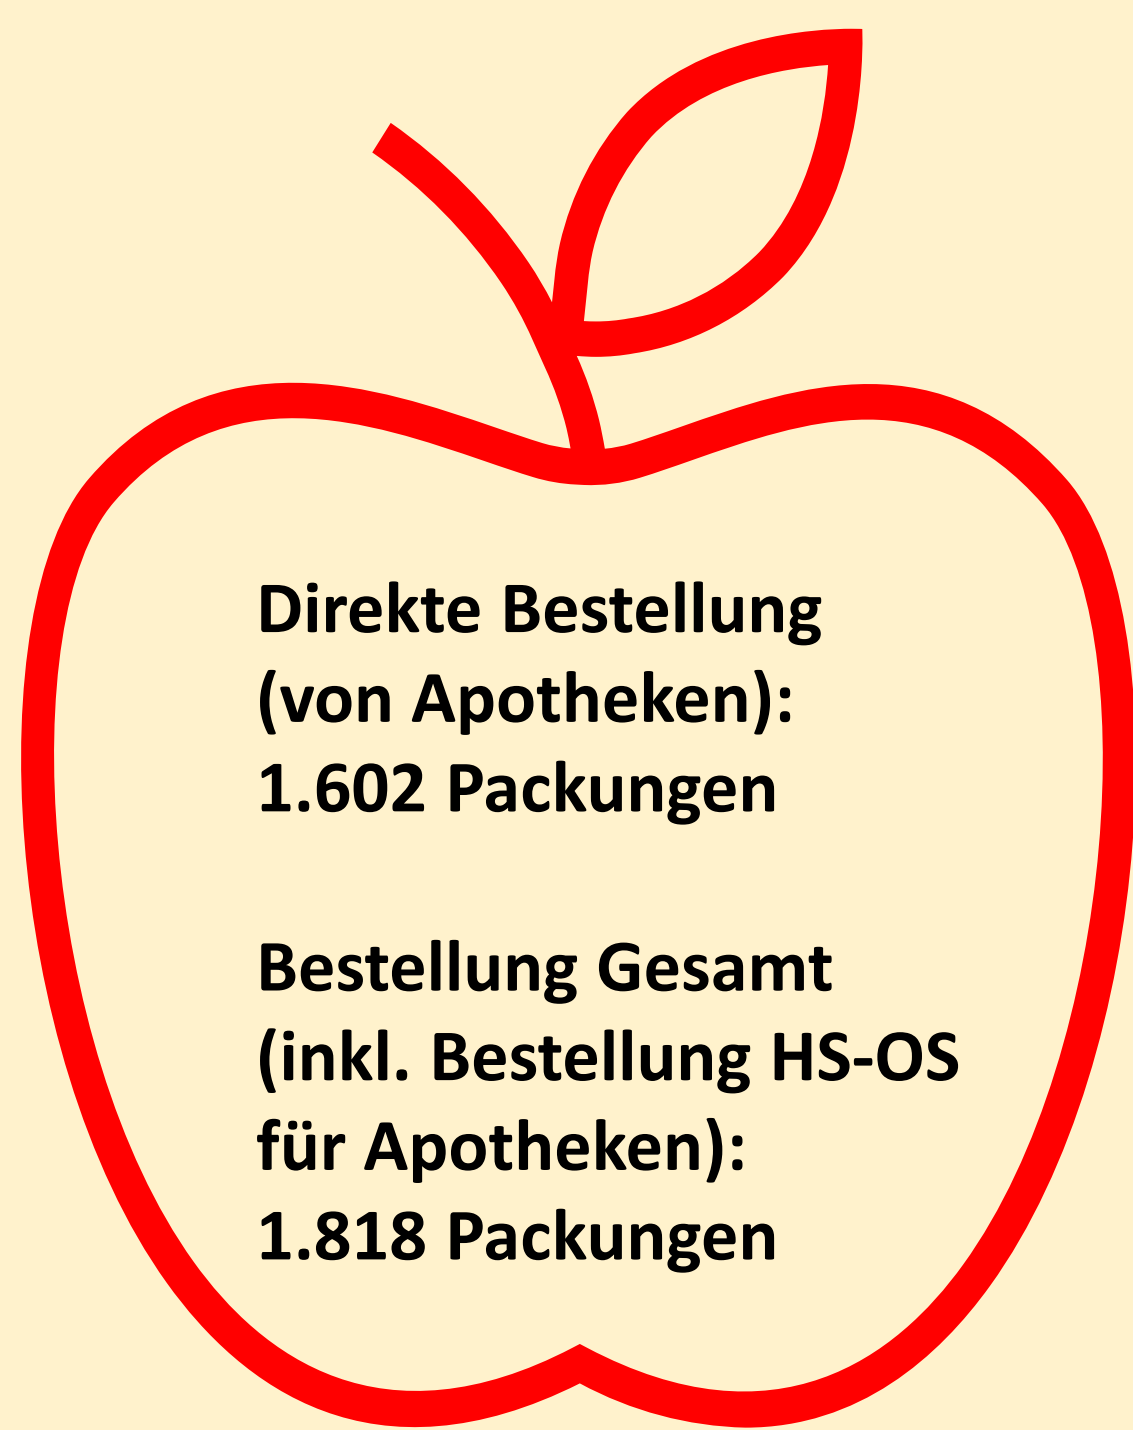 Direkte Bestellung
(von Apotheken):
1.602 Packungen
Bestellung Gesamt
(inkl. Bestellung HS-OS
für Apotheken):
1.818 Packungen